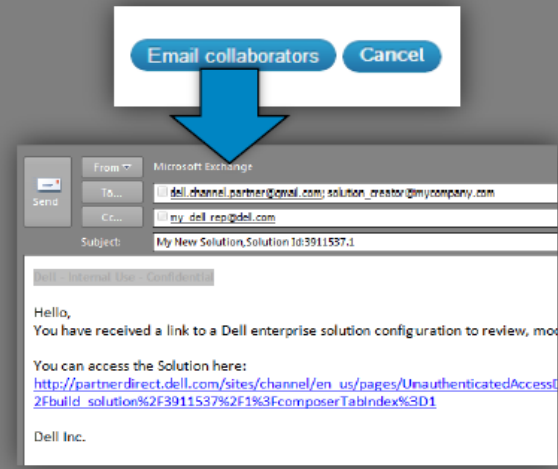 Email collaborators Cancel
From Microsoft Exchange
Send
To... dell.channel.partner@gmail.com; solution_creator@mycompany.com
Cc... my_dell_rep@dell.com
Subject: My New Solution,Solution Id:3911537.1
Dell - Internal Use - Confidential
Hello,
You have received a link to a Dell enterprise solution configuration to review,
You can access the Solution here:
http://partnerdirect.dell.com/sites/channel/en_us/pages/UnauthenticatedAccessD
2Fbuild_solution%2F3911537%2F1%3FcomposerTabIndex%3D1
Dell Inc.